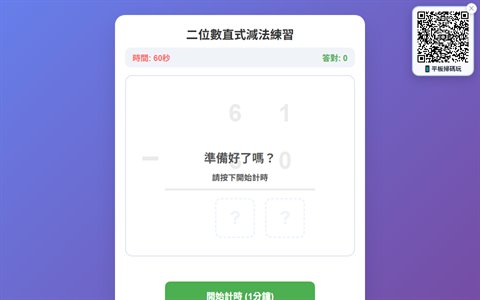 二位數直式減法練習
時間: 60秒
答對: 0
6 1
準備好了嗎？
0
請按下開始計時
? ?
開始計時 (1分鐘)
平板掃碼玩